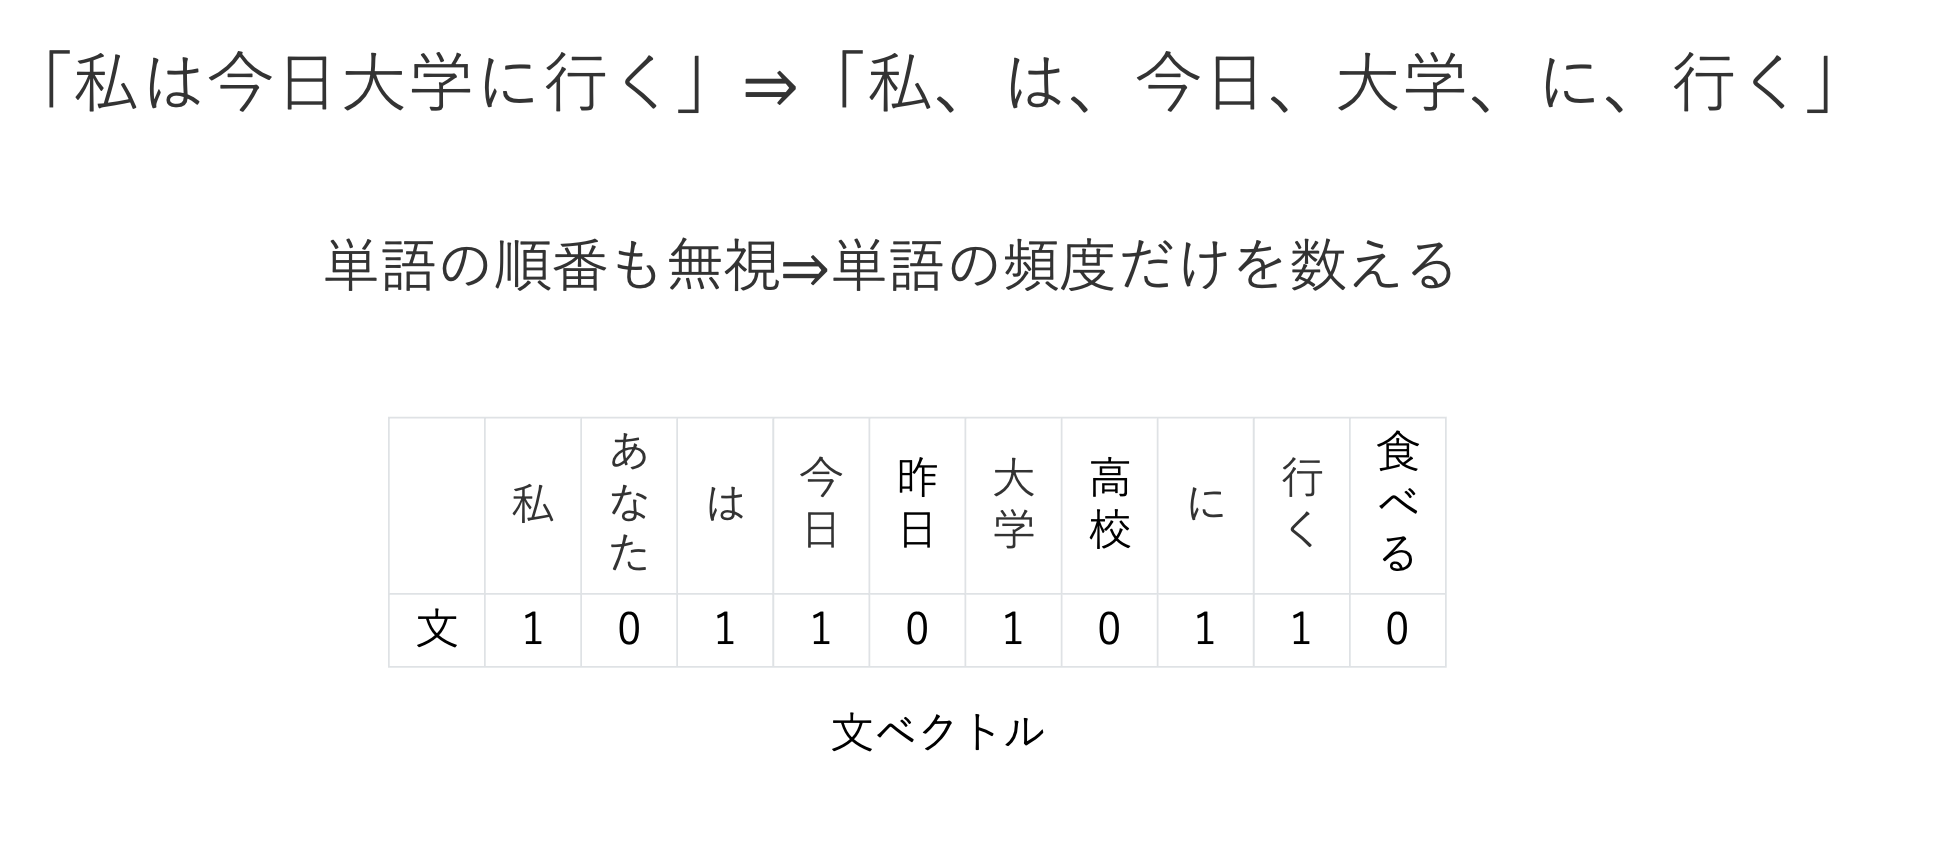 「私は今日大学に行く」⇒「私、は、今日、大学、に、行く」
単語の順番も無視⇒単語の頻度だけを数える
私 あなた は 今日 昨日 大学 高校 に 行く 食べる
文 1 0 1 1 0 1 0 1 1 0
文ベクトル